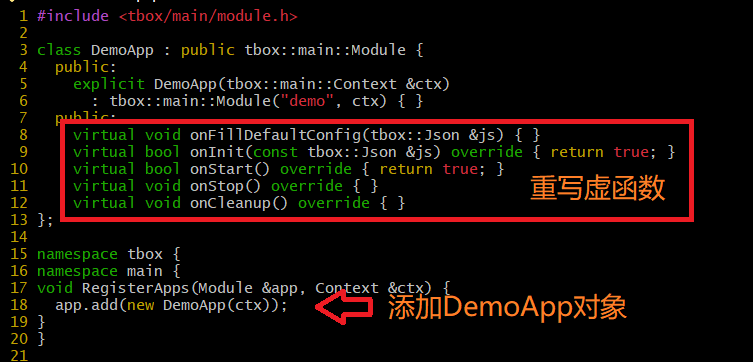 1 #include <tbox/main/module.h>
2
3 class DemoApp : public tbox::main::Module {
4   public:
5     explicit DemoApp(tbox::main::Context &ctx)
6       : tbox::main::Module("demo", ctx) { }
7   public:
8     virtual void onFillDefaultConfig(tbox::Json &js) { }
9     virtual bool onInit(const tbox::Json &js) override { return true; }
10     virtual bool onStart() override { return true; }
11     virtual void onStop() override { }
12     virtual void onCleanup() override { }
重写虚函数
13 };
14
15 namespace tbox {
16 namespace main {
17 void RegisterApps(Module &app, Context &ctx) {
18   app.add(new DemoApp(ctx));
添加DemoApp对象
19 }
20 }
21